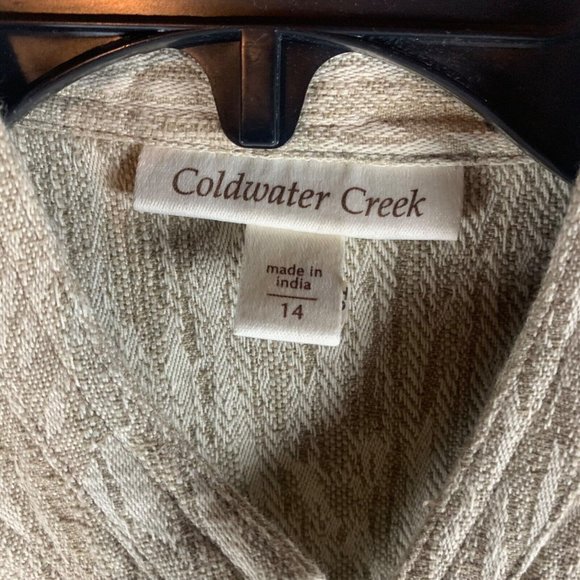 Coldwater Creek
made in
india
14